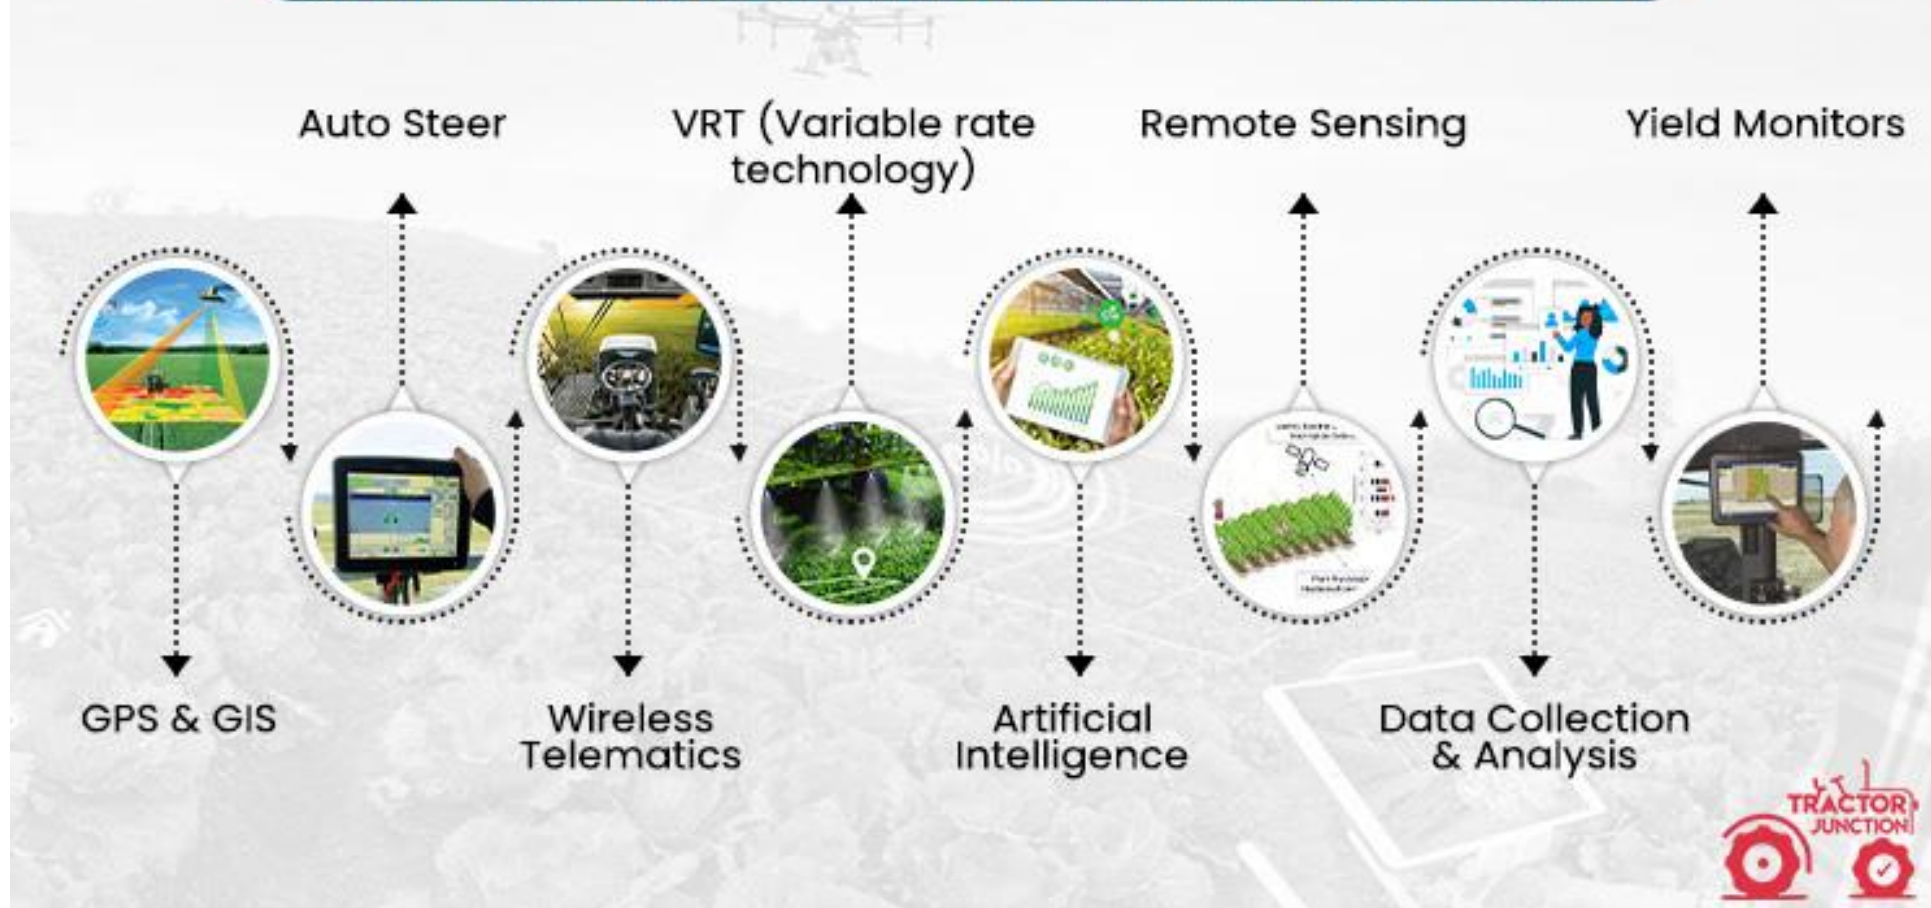 Auto Steer
VRT (Variable rate
technology)
Remote Sensing
Yield Monitors
GPS & GIS
Wireless
Telematics
Artificial
Intelligence
Data Collection
& Analysis
TRACTOR
JUNCTION